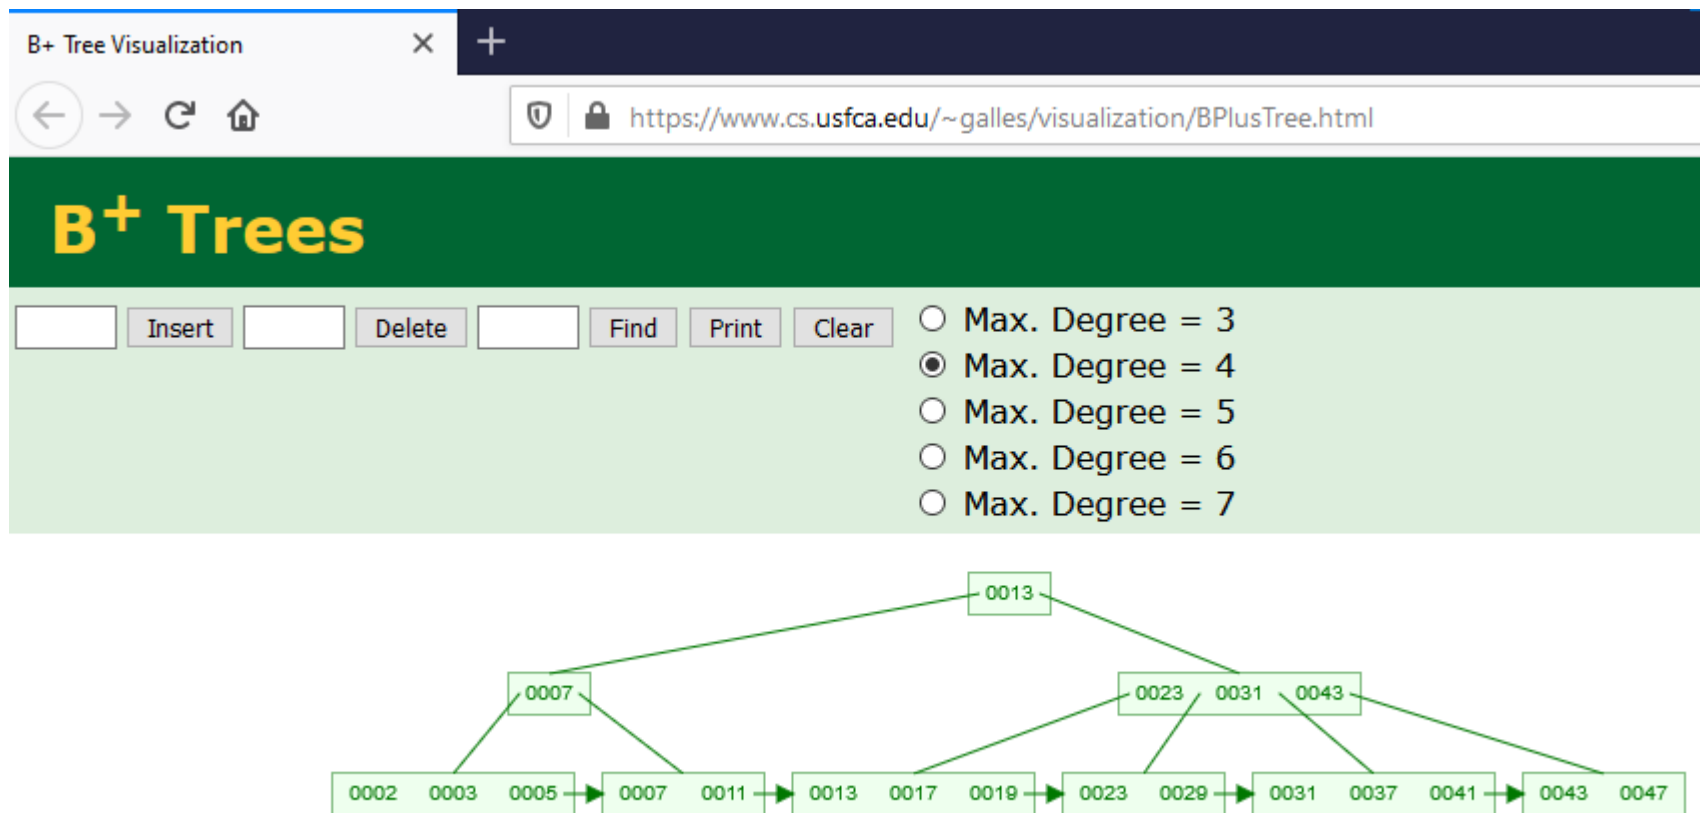 B+ Tree Visualization
https://www.cs.usfca.edu/~galles/visualization/BPlusTree.html
B+ Trees
Insert Delete Find Print Clear Max. Degree = 3
Max. Degree = 4
Max. Degree = 5
Max. Degree = 6
Max. Degree = 7
0013
0007 0023 0031 0043
0002 0003 0005 0007 0011 0013 0017 0019 0023 0029 0031 0037 0041 0043 0047